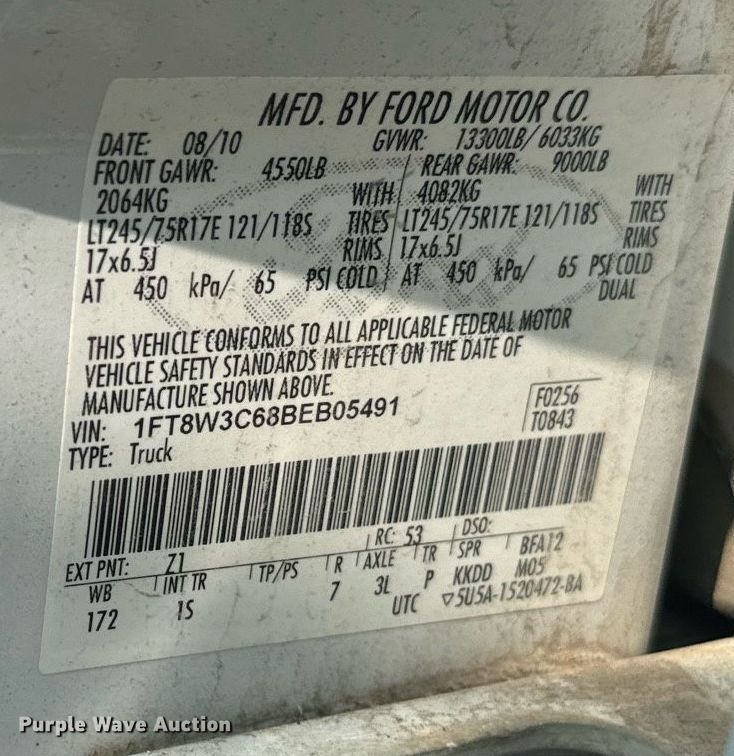 MFD. BY FORD MOTOR CO.
DATE: 08/10 GVWR: 13300LB/ 6033KG
FRONT GAWR: 4550LB REAR GAWR: 9000LB
2064KG WITH 4082KG WITH
LT245/75R17E 121/118S TIRES LT245/75R17E 121/118S TIRES
17x6.5J RIMS 17x6.5J RIMS
AT 450 kPa/ 65 PSI COLD AT 450 kPa/ 65 PSI COLD
DUAL
THIS VEHICLE CONFORMS TO ALL APPLICABLE FEDERAL MOTOR
VEHICLE SAFETY STANDARDS IN EFFECT ON THE DATE OF
MANUFACTURE SHOWN ABOVE.
VIN: 1FT8W3C68BEB05491 F0256
TYPE: Truck T0843
EXT PNT: Z1 RC: 53 DSO:
WB INT TR TP/PS R AXLE TR SPR BFA12
172 IS 7 3L P KKDD M05
UTC ▽5U5A-1520472-BA
Purple Wave Auction